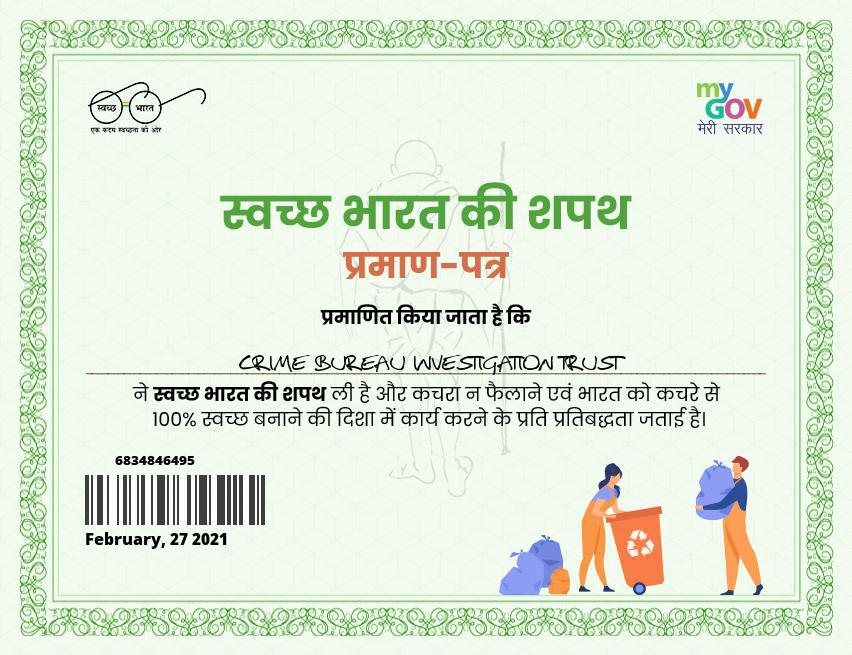 स्वच्छ भारत
एक कदम स्वच्छता की ओर
my
GOV
मेरी सरकार
स्वच्छ भारत की शपथ
प्रमाण-पत्र
प्रमाणित किया जाता है कि
CRIME BUREAU INVESTIGATION TRUST
ने स्वच्छ भारत की शपथ ली है और कचरा न फैलाने एवं भारत को कचरे से
100% स्वच्छ बनाने की दिशा में कार्य करने के प्रति प्रतिबद्धता जताई है।
6834846495
February, 27 2021